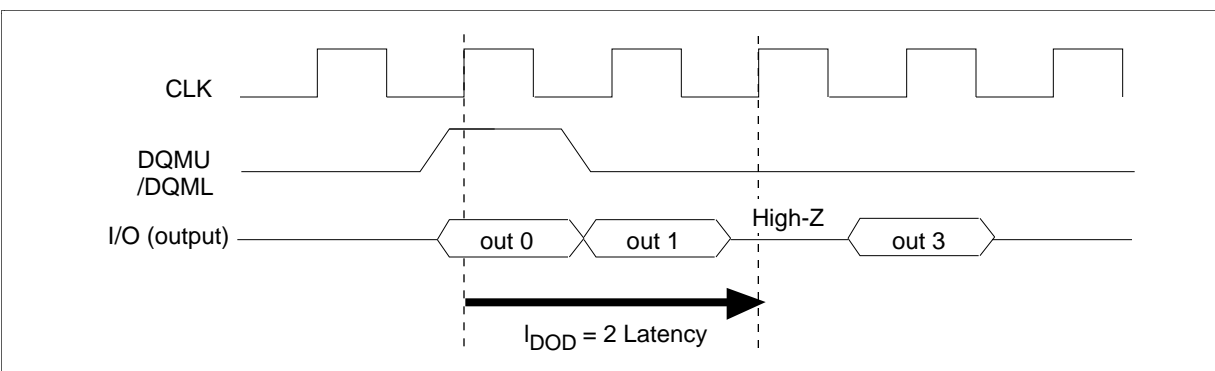 CLK
DQMU
/DQML
I/O (output)
out 0
out 1
High-Z
out 3
IDOD = 2 Latency